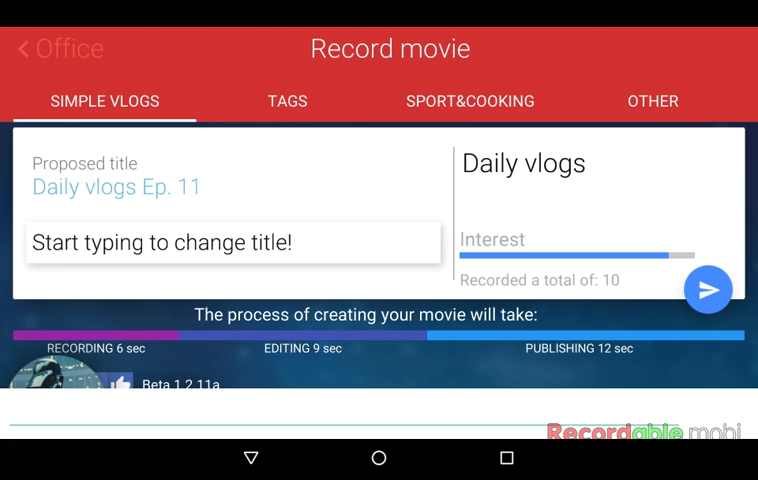 Office
Record movie
SIMPLE VLOGS
TAGS
SPORT&COOKING
OTHER
Proposed title
Daily vlogs Ep. 11
Start typing to change title!
Daily vlogs
Interest
Recorded a total of: 10
The process of creating your movie will take:
RECORDING 6 sec
EDITING 9 sec
PUBLISHING 12 sec
Beta 1.2.11a
Recordable.mobi